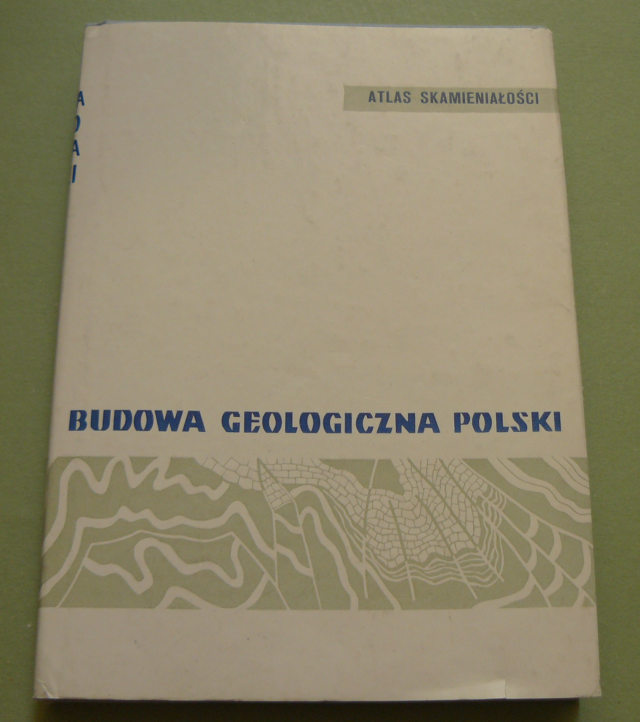 ATLAS SKAMIENIAŁOŚCI
BUDOWA GEOLOGICZNA POLSKI